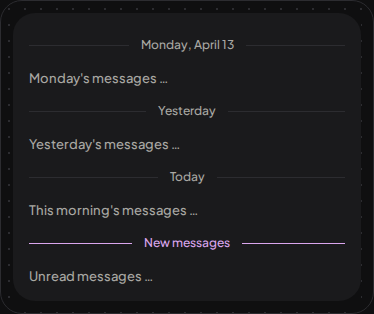 Monday, April 13
Monday's messages ...
Yesterday
Yesterday's messages ...
Today
This morning's messages ...
New messages
Unread messages ...